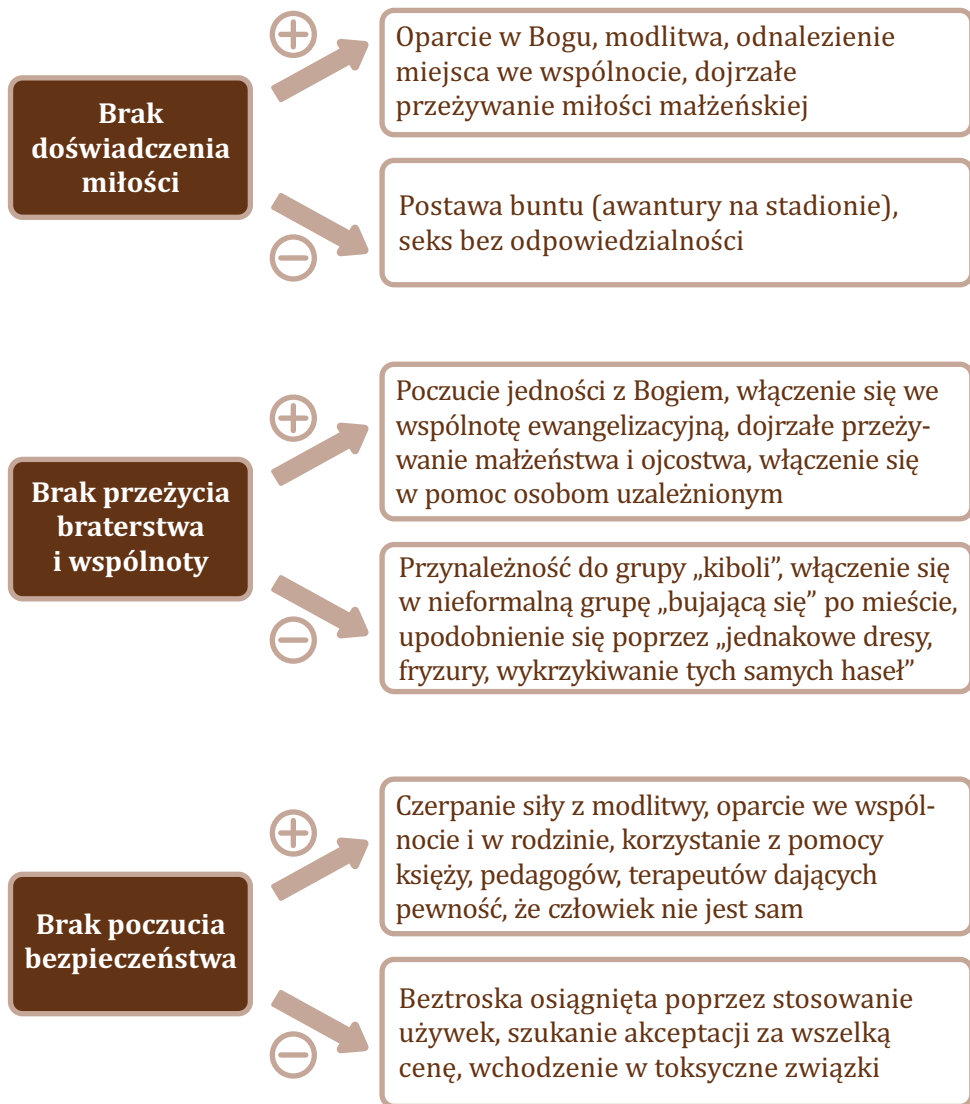 Brak
doświadczenia
miłości
Oparcie w Bogu, modlitwa, odnalezienie
miejsca we wspólnocie, dojrzałe
przeżywanie miłości małżeńskiej
Postawa buntu (awantury na stadionie),
seks bez odpowiedzialności
Brak przeżycia
braterstwa
i wspólnoty
Poczucie jedności z Bogiem, włączenie się we
wspólnotę ewangelizacyjną, dojrzałe przeży-
wanie małżeństwa i ojcostwa, włączenie się
w pomoc osobom uzależnionym
Przynależność do grupy „kiboli”, włączenie się
w nieformalną grupę „bujającą się” po mieście,
upodobnienie się poprzez „jednakowe dresy,
fryzury, wykrzykiwanie tych samych haseł”
Brak poczucia
bezpieczeństwa
Czerpanie siły z modlitwy, oparcie we wspól-
nocie i w rodzinie, korzystanie z pomocy
księży, pedagogów, terapeutów dających
pewność, że człowiek nie jest sam
Beztroska osiągnięta poprzez stosowanie
używek, szukanie akceptacji za wszelką
cenę, wchodzenie w toksyczne związki